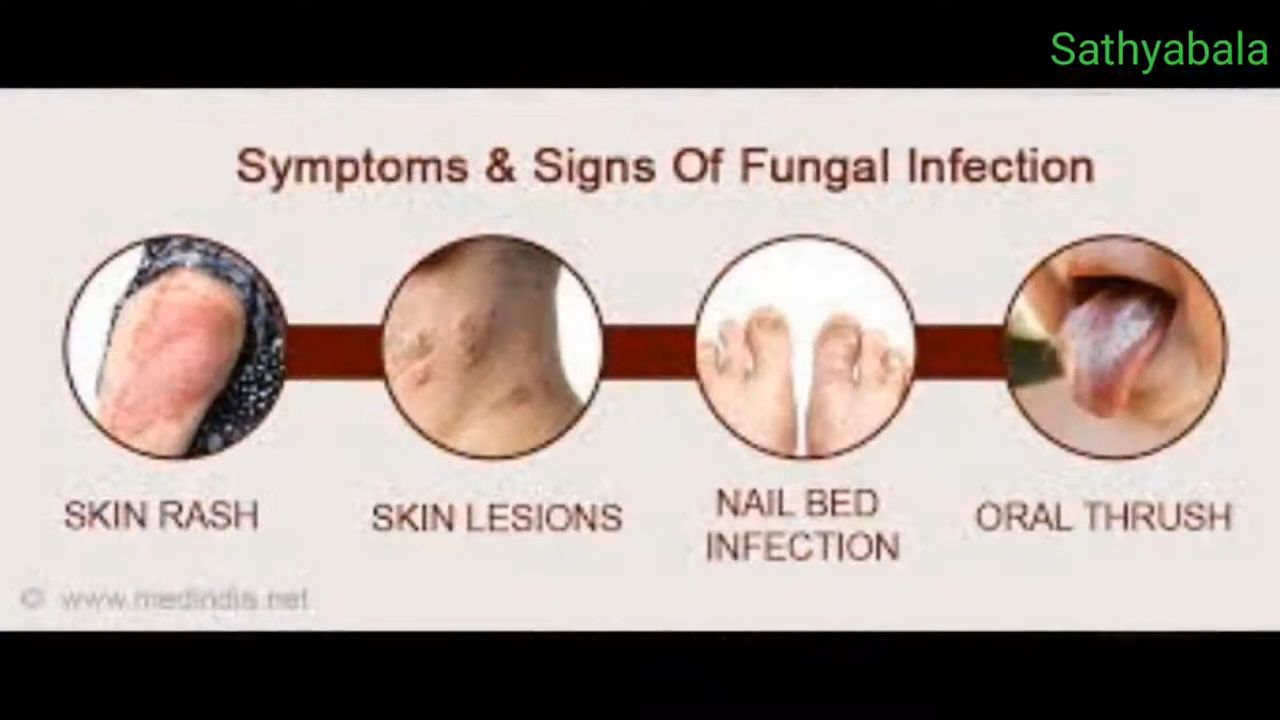 Sathyabala
Symptoms & Signs Of Fungal Infection
SKIN RASH
SKIN LESIONS
NAIL BED
INFECTION
ORAL THRUSH
© www.medindia.net